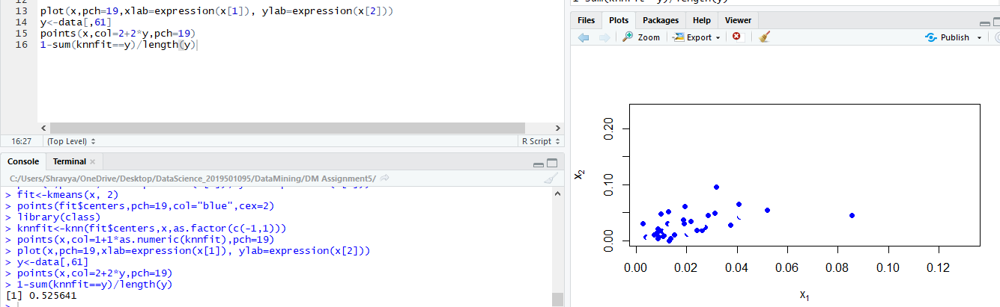 12
13 plot(x,pch=19,xlab=expression(x[1]), ylab=expression(x[2]))
14 y<-data[,61]
15 points(x,col=2+2*y,pch=19)
16 1-sum(knnfit==y)/length(y)
16:27 (Top Level) R Script
Console Terminal
C:/Users/Shravya/OneDrive/Desktop/DataScience_2019501095/DataMining/DM Assignment5/
> fit<-kmeans(x, 2)
> points(fit$centers,pch=19,col="blue",cex=2)
> library(class)
> knnfit<-knn(fit$centers,x,as.factor(c(-1,1)))
> points(x,col=1+1*as.numeric(knnfit),pch=19)
> plot(x,pch=19,xlab=expression(x[1]), ylab=expression(x[2]))
> y<-data[,61]
> points(x,col=2+2*y,pch=19)
> 1-sum(knnfit==y)/length(y)
[1] 0.525641
>
Files Plots Packages Help Viewer
Zoom Export Publish
0.20
0.10
0.00
x2
0.00 0.02 0.04 0.06 0.08 0.10 0.12
x1